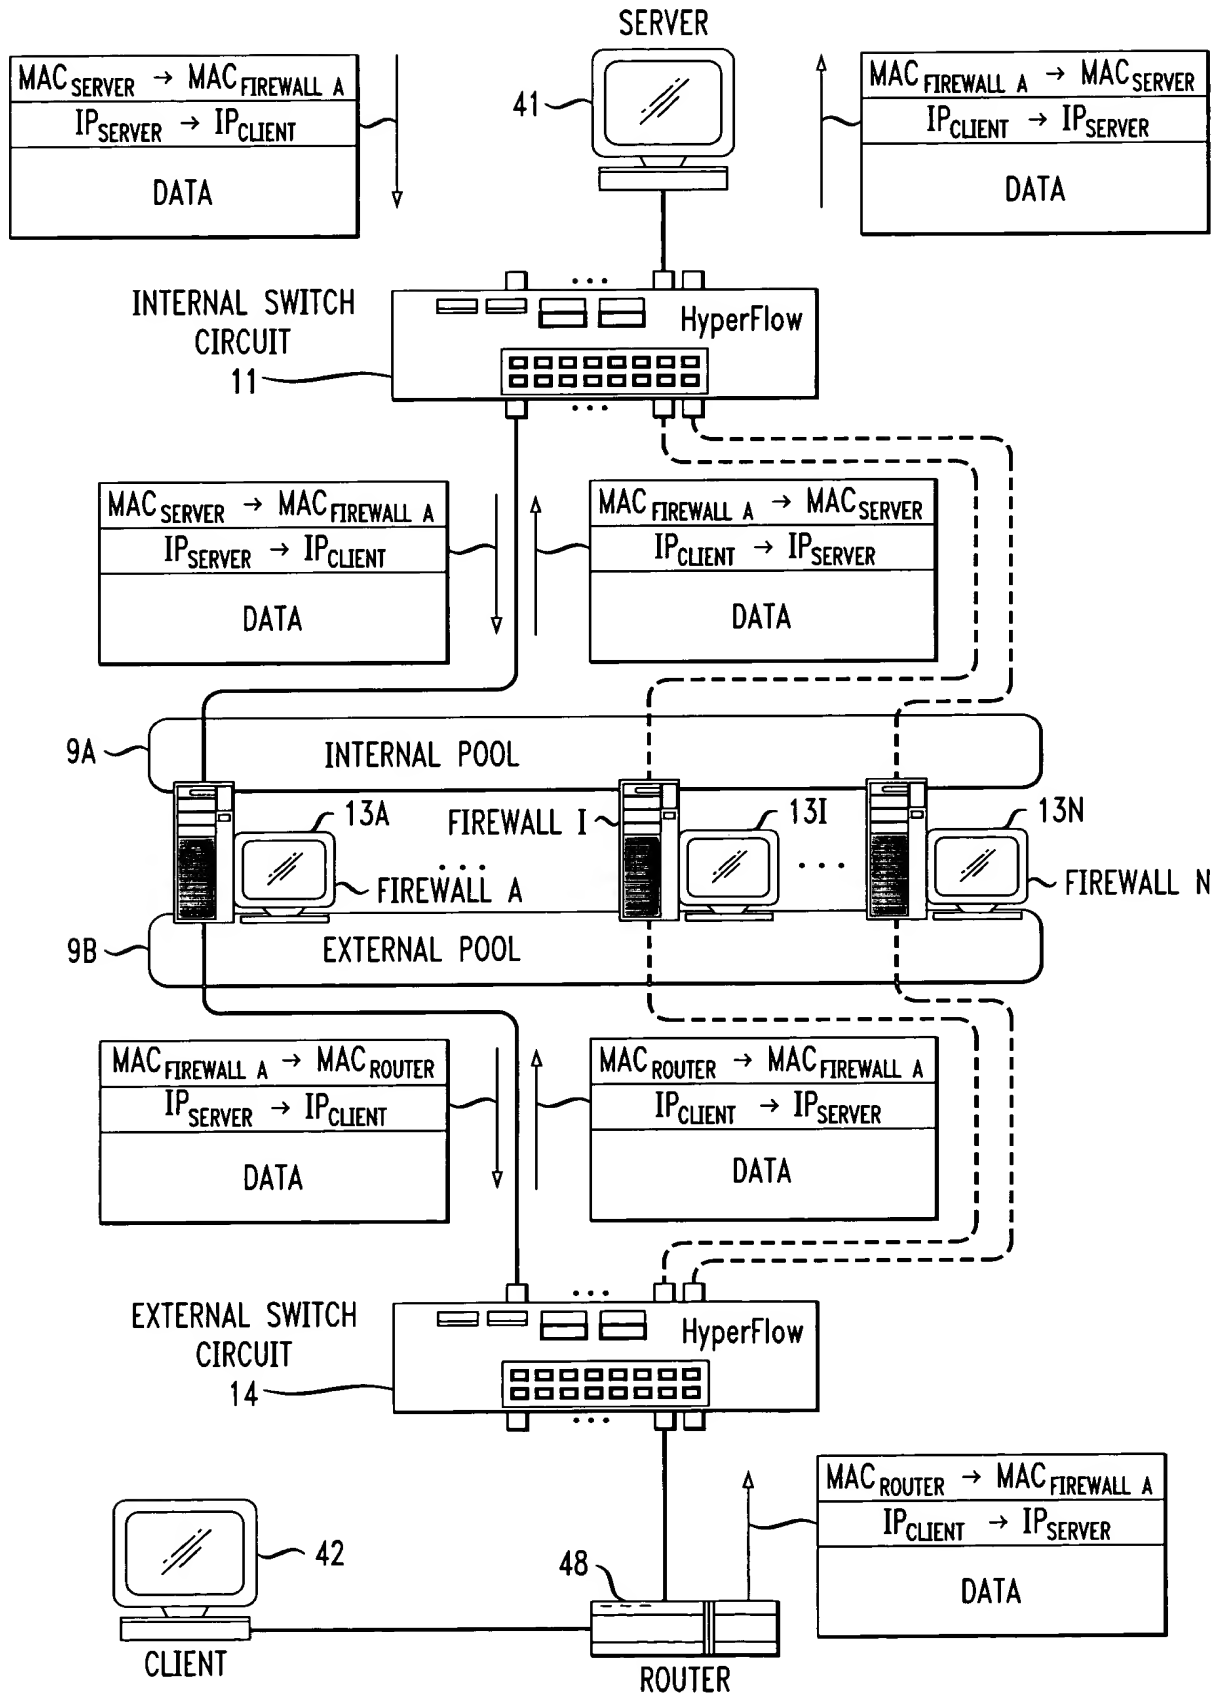 SERVER
41
MAC SERVER → MAC FIREWALL A
IP SERVER → IP CLIENT
DATA
MAC FIREWALL A → MAC SERVER
IP CLIENT → IP SERVER
DATA
INTERNAL SWITCH
CIRCUIT
11
HyperFlow
MAC SERVER → MAC FIREWALL A
IP SERVER → IP CLIENT
DATA
MAC FIREWALL A → MAC SERVER
IP CLIENT → IP SERVER
DATA
9A
INTERNAL POOL
13A
FIREWALL I
13I
13N
FIREWALL A
FIREWALL N
9B
EXTERNAL POOL
MAC FIREWALL A → MAC ROUTER
IP SERVER → IP CLIENT
DATA
MAC ROUTER → MAC FIREWALL A
IP CLIENT → IP SERVER
DATA
EXTERNAL SWITCH
CIRCUIT
14
HyperFlow
MAC ROUTER → MAC FIREWALL A
IP CLIENT → IP SERVER
DATA
42
48
CLIENT
ROUTER